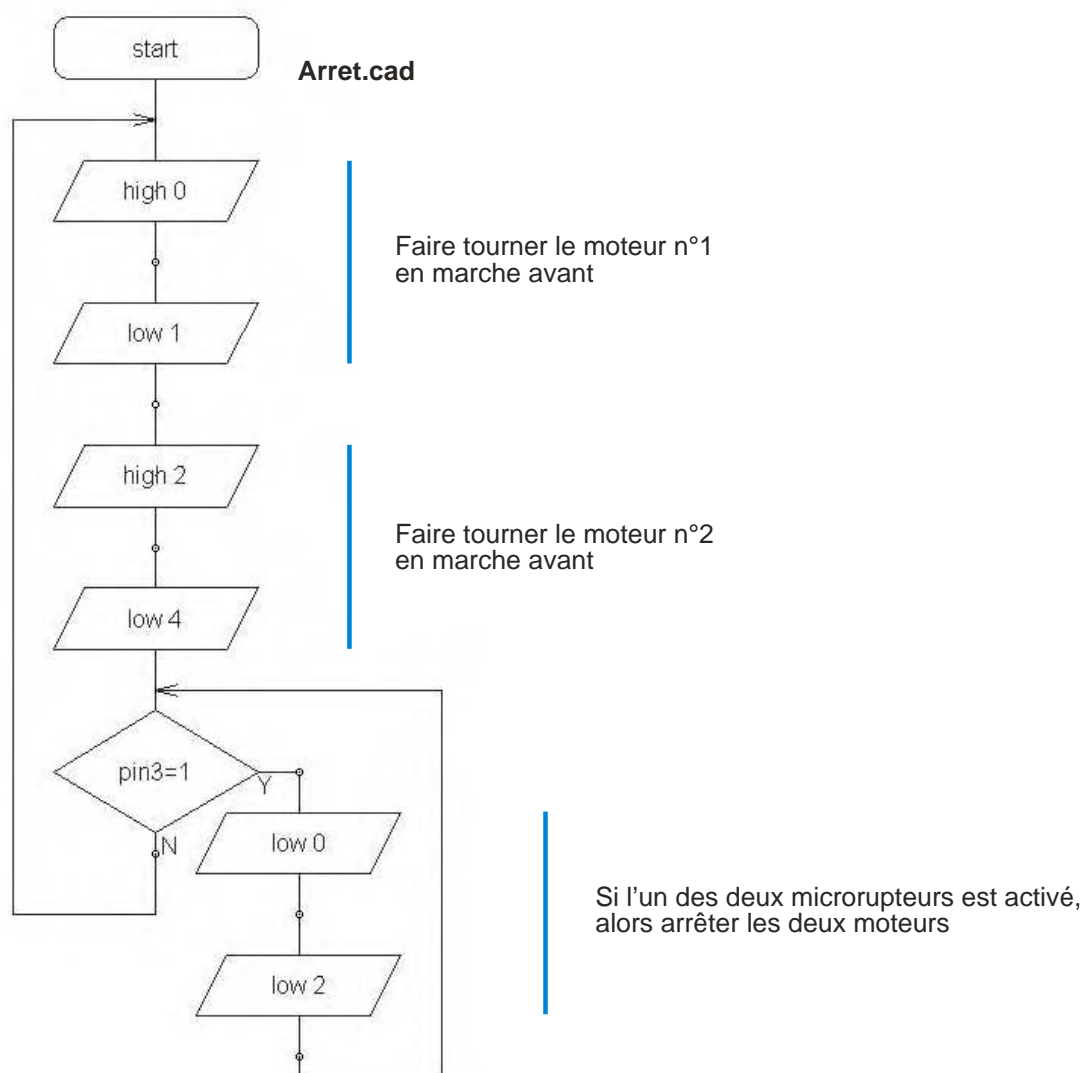 start
Arret.cad
high 0
Faire tourner le moteur n°1
en marche avant
low 1
high 2
Faire tourner le moteur n°2
en marche avant
low 4
pin3=1
Y
N
low 0
Si l'un des deux microrupteurs est activé,
alors arrêter les deux moteurs
low 2